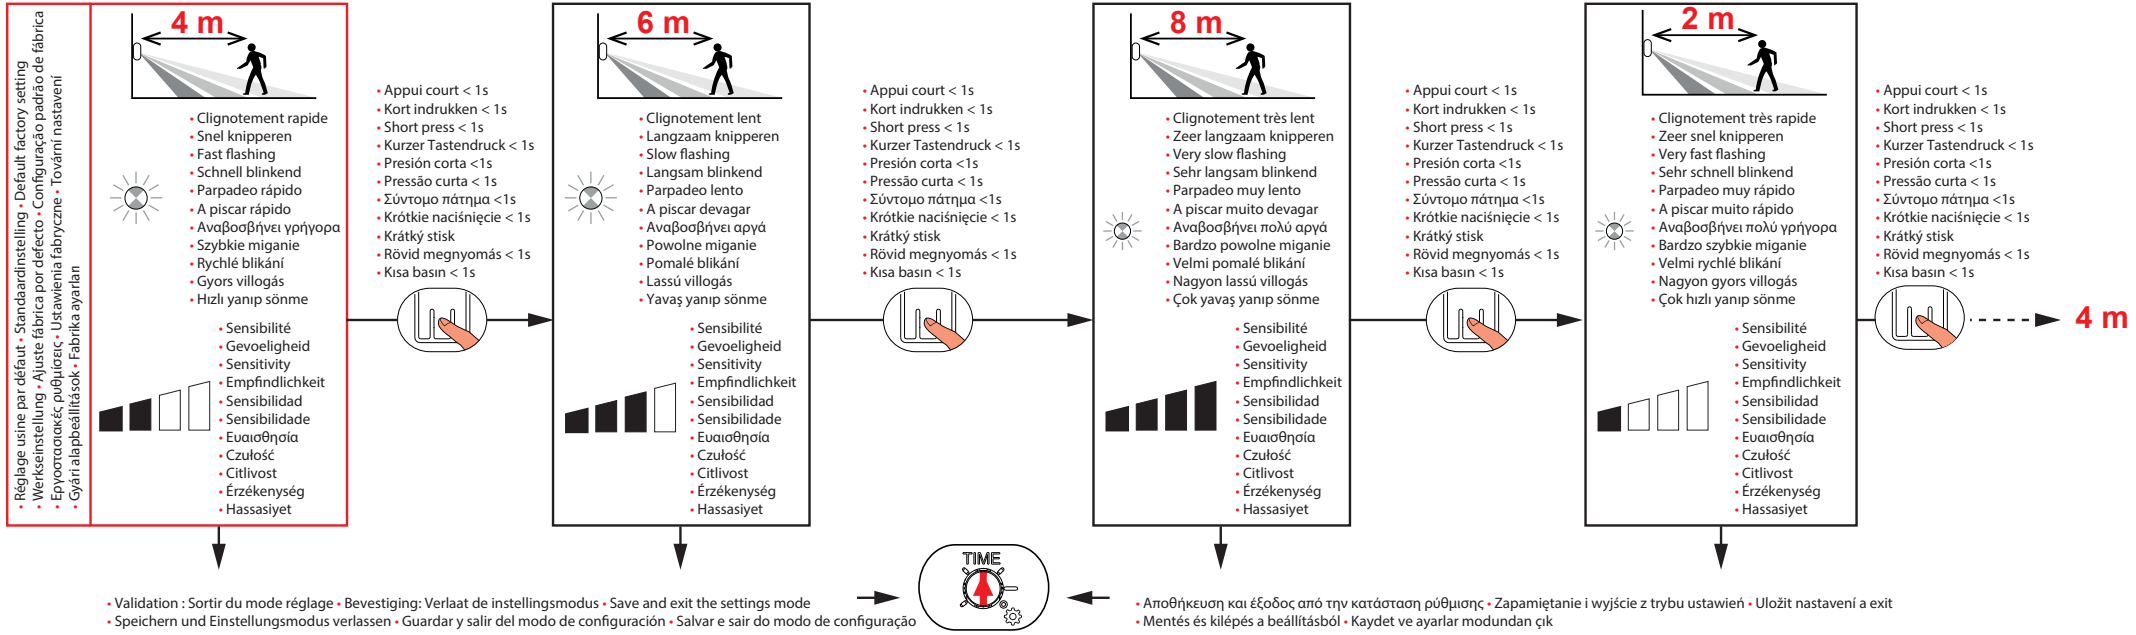 • Réglage usine par défaut • Standaardinstelling • Default factory setting
• Werkseinstellung • Ajuste fábrica por defecto • Configuração padrão de fábrica
• Εργοστασιακές ρυθμίσεις • Ustawienia fabryczne • Tovární nastavení
• Gyári alapbeállítások • Fabrika ayarları
4 m
• Clignotement rapide
• Snel knipperen
• Fast flashing
• Schnell blinkend
• Parpadeo rápido
• A piscar rápido
• Αναβοσβήνει γρήγορα
• Szybkie miganie
• Rychlé blikání
• Gyors villogás
• Hızlı yanıp sönme
• Sensibilité
• Gevoeligheid
• Sensitivity
• Empfindlichkeit
• Sensibilidad
• Sensibilidade
• Ευαισθησία
• Czułość
• Citlivost
• Érzékenység
• Hassasiyet
• Appui court < 1s
• Kort indrukken < 1s
• Short press < 1s
• Kurzer Tastendruck < 1s
• Presión corta <1s
• Pressão curta < 1s
• Σύντομο πάτημα <1s
• Krótkie naciśnięcie < 1s
• Krátký stisk
• Rövid megnyomás < 1s
• Kısa basın < 1s
6 m
• Clignotement lent
• Langzaam knipperen
• Slow flashing
• Langsam blinkend
• Parpadeo lento
• A piscar devagar
• Αναβοσβήνει αργά
• Powolne miganie
• Pomalé blikání
• Lassú villogás
• Yavaş yanıp sönme
• Sensibilité
• Gevoeligheid
• Sensitivity
• Empfindlichkeit
• Sensibilidad
• Sensibilidade
• Ευαισθησία
• Czułość
• Citlivost
• Érzékenység
• Hassasiyet
• Appui court < 1s
• Kort indrukken < 1s
• Short press < 1s
• Kurzer Tastendruck < 1s
• Presión corta <1s
• Pressão curta < 1s
• Σύντομο πάτημα <1s
• Krótkie naciśnięcie < 1s
• Krátký stisk
• Rövid megnyomás < 1s
• Kısa basın < 1s
8 m
• Clignotement très lent
• Zeer langzaam knipperen
• Very slow flashing
• Sehr langsam blinkend
• Parpadeo muy lento
• A piscar muito devagar
• Αναβοσβήνει πολύ αργά
• Bardzo powolne miganie
• Velmi pomalé blikání
• Nagyon lassú villogás
• Çok yavaş yanıp sönme
• Sensibilité
• Gevoeligheid
• Sensitivity
• Empfindlichkeit
• Sensibilidad
• Sensibilidade
• Ευαισθησία
• Czułość
• Citlivost
• Érzékenység
• Hassasiyet
• Appui court < 1s
• Kort indrukken < 1s
• Short press < 1s
• Kurzer Tastendruck < 1s
• Presión corta <1s
• Pressão curta < 1s
• Σύντομο πάτημα <1s
• Krótkie naciśnięcie < 1s
• Krátký stisk
• Rövid megnyomás < 1s
• Kısa basın < 1s
2 m
• Clignotement très rapide
• Zeer snel knipperen
• Very fast flashing
• Sehr schnell blinkend
• Parpadeo muy rápido
• A piscar muito rápido
• Αναβοσβήνει πολύ γρήγορα
• Bardzo szybkie miganie
• Velmi rychlé blikání
• Nagyon gyors villogás
• Çok hızlı yanıp sönme
• Sensibilité
• Gevoeligheid
• Sensitivity
• Empfindlichkeit
• Sensibilidad
• Sensibilidade
• Ευαισθησία
• Czułość
• Citlivost
• Érzékenység
• Hassasiyet
• Appui court < 1s
• Kort indrukken < 1s
• Short press < 1s
• Kurzer Tastendruck < 1s
• Presión corta <1s
• Pressão curta < 1s
• Σύντομο πάτημα <1s
• Krótkie naciśnięcie < 1s
• Krátký stisk
• Rövid megnyomás < 1s
• Kısa basın < 1s
4 m
• Validation : Sortir du mode réglage • Bevestiging: Verlaat de instellingsmodus • Save and exit the settings mode
• Speichern und Einstellungsmodus verlassen • Guardar y salir del modo de configuración • Salvar e sair do modo de configuração
TIME
• Αποθήκευση και έξοδος από την κατάσταση ρύθμισης • Zapamiętanie i wyjście z trybu ustawień • Uložit nastavení a exit
• Mentés és kilépés a beállításból • Kaydet ve ayarlar modundan çık